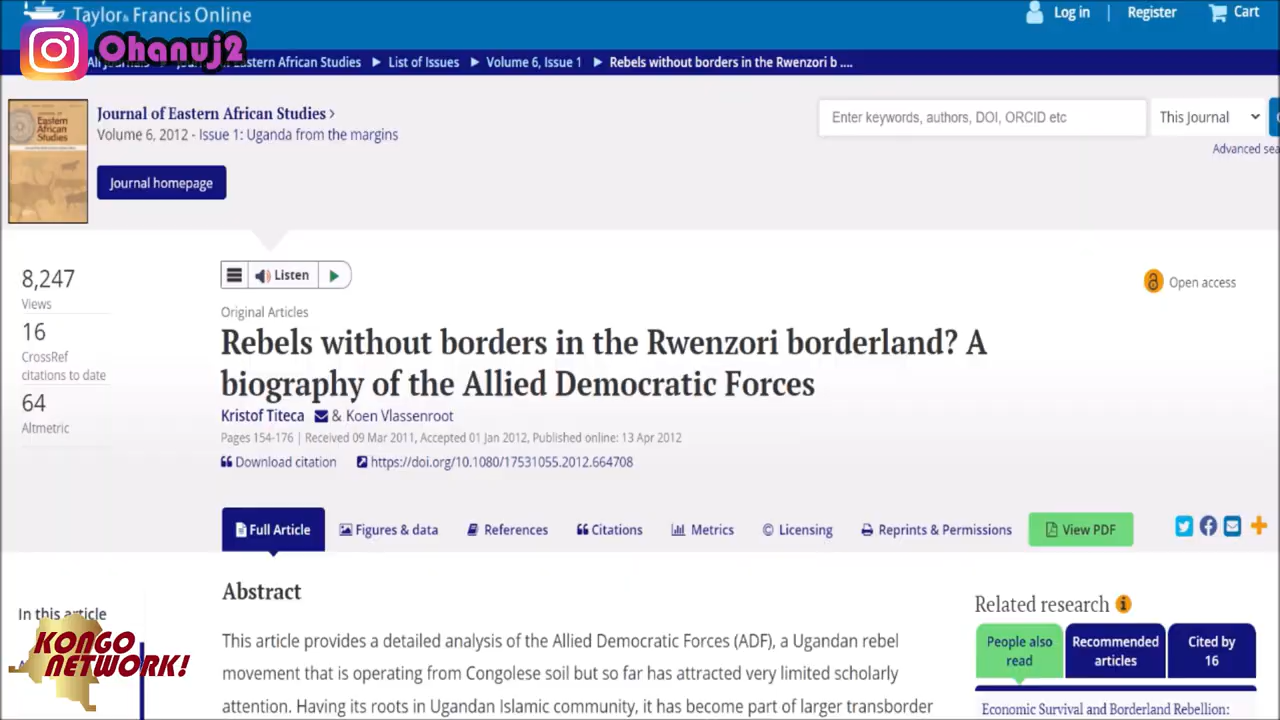 Taylor & Francis Online
Log in | Register Cart
Ohanuj2
Eastern African Studies ▶ List of Issues ▶ Volume 6, Issue 1 ▶ Rebels without borders in the Rwenzori b ....
Journal of Eastern African Studies ›
Volume 6, 2012 - Issue 1: Uganda from the margins
Enter keywords, authors, DOI, ORCID etc
This Journal
Advanced sea
Journal of Eastern African Studies
Journal homepage
8,247
Views
16
CrossRef
citations to date
64
Altmetric
Listen
Open access
Original Articles
Rebels without borders in the Rwenzori borderland? A
biography of the Allied Democratic Forces
Kristof Titeca & Koen Vlassenroot
Pages 154-176 | Received 09 Mar 2011, Accepted 01 Jan 2012, Published online: 13 Apr 2012
Download citation https://doi.org/10.1080/17531055.2012.664708
Full Article Figures & data References Citations Metrics © Licensing Reprints & Permissions View PDF
Abstract
This article provides a detailed analysis of the Allied Democratic Forces (ADF), a Ugandan rebel
movement that is operating from Congolese soil but so far has attracted very limited scholarly
attention. Having its roots in Ugandan Islamic community, it has become part of larger transborder
In this article
KONGO
NETWORK!
Related research
People also
read
Recommended
articles
Cited by
16
Economic Survival and Borderland Rebellion: